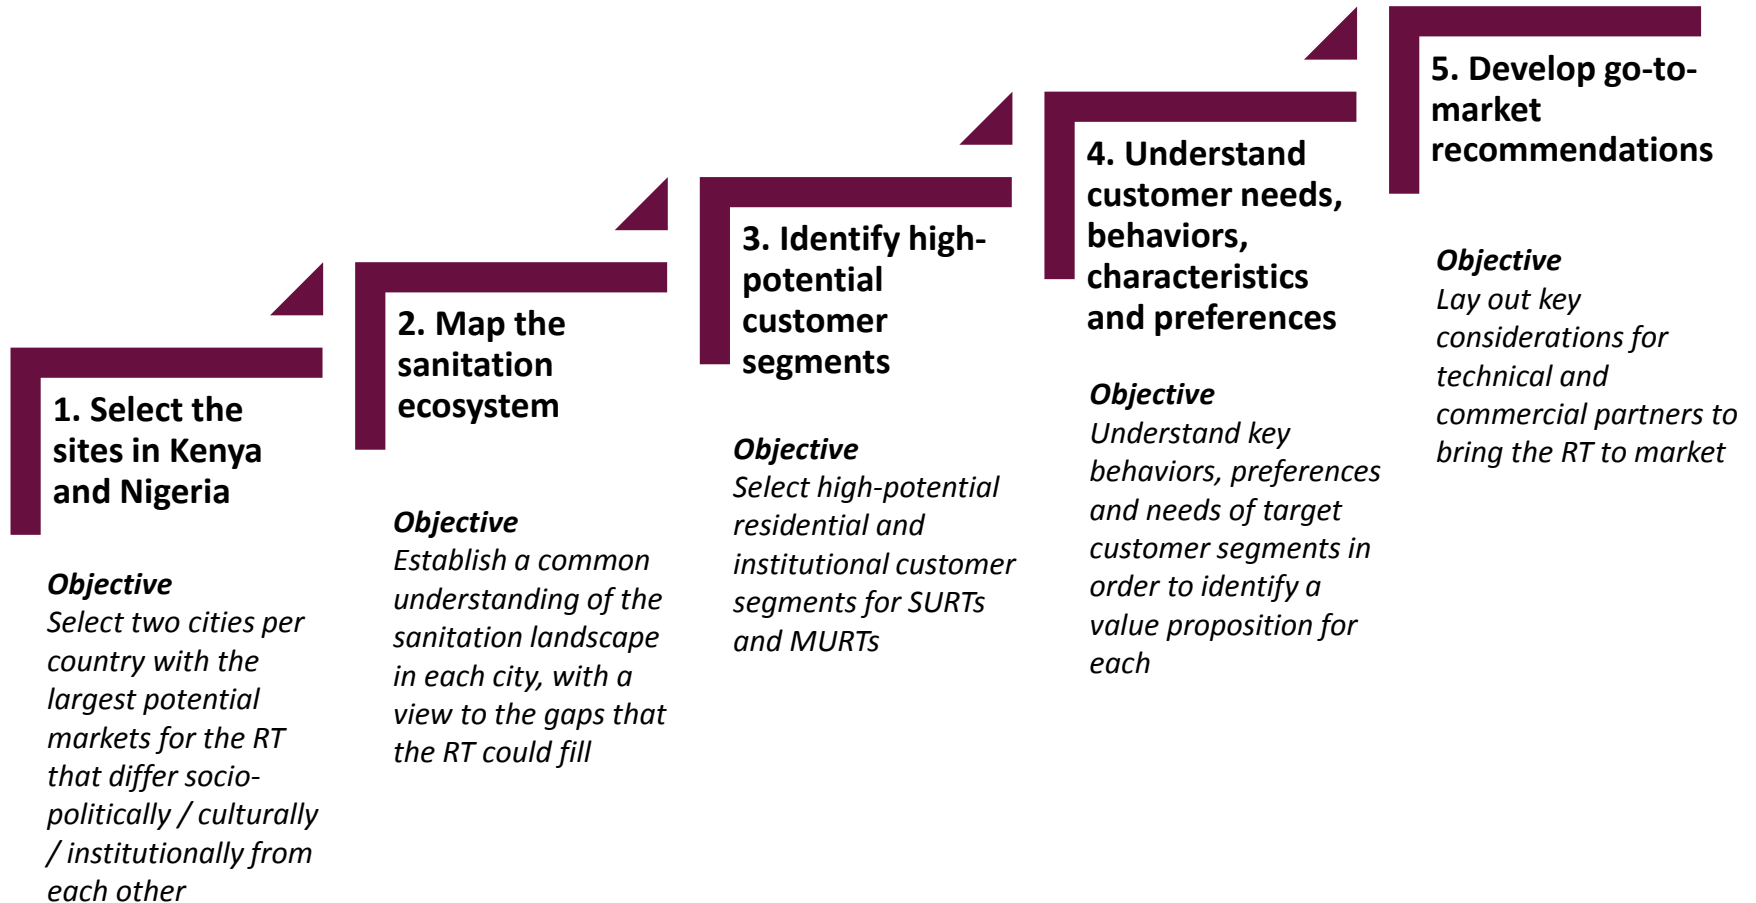 1. Select the
sites in Kenya
and Nigeria
Objective
Select two cities per
country with the
largest potential
markets for the RT
that differ socio-
politically / culturally
/ institutionally from
each other
2. Map the
sanitation
ecosystem
Objective
Establish a common
understanding of the
sanitation landscape
in each city, with a
view to the gaps that
the RT could fill
3. Identify high-
potential
customer
segments
Objective
Select high-potential
residential and
institutional customer
segments for SURTs
and MURTs
4. Understand
customer needs,
behaviors,
characteristics
and preferences
Objective
Understand key
behaviors, preferences
and needs of target
customer segments in
order to identify a
value proposition for
each
5. Develop go-to-
market
recommendations
Objective
Lay out key
considerations for
technical and
commercial partners to
bring the RT to market